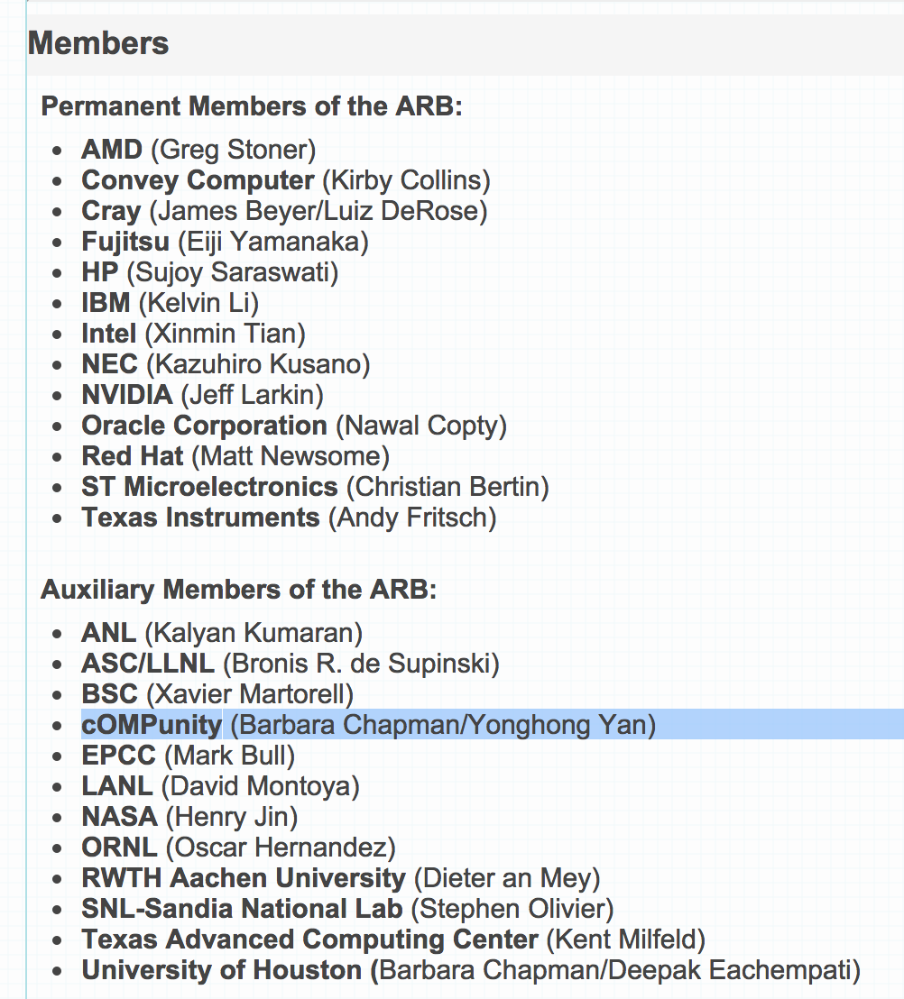 Members
Permanent Members of the ARB:
• AMD (Greg Stoner)
• Convey Computer (Kirby Collins)
• Cray (James Beyer/Luiz DeRose)
• Fujitsu (Eiji Yamanaka)
• HP (Sujoy Saraswati)
• IBM (Kelvin Li)
• Intel (Xinmin Tian)
• NEC (Kazuhiro Kusano)
• NVIDIA (Jeff Larkin)
• Oracle Corporation (Nawal Copty)
• Red Hat (Matt Newsome)
• ST Microelectronics (Christian Bertin)
• Texas Instruments (Andy Fritsch)
Auxiliary Members of the ARB:
• ANL (Kalyan Kumaran)
• ASC/LLNL (Bronis R. de Supinski)
• BSC (Xavier Martorell)
• cOMPunity (Barbara Chapman/Yonghong Yan)
• EPCC (Mark Bull)
• LANL (David Montoya)
• NASA (Henry Jin)
• ORNL (Oscar Hernandez)
• RWTH Aachen University (Dieter an Mey)
• SNL-Sandia National Lab (Stephen Olivier)
• Texas Advanced Computing Center (Kent Milfeld)
• University of Houston (Barbara Chapman/Deepak Eachempati)